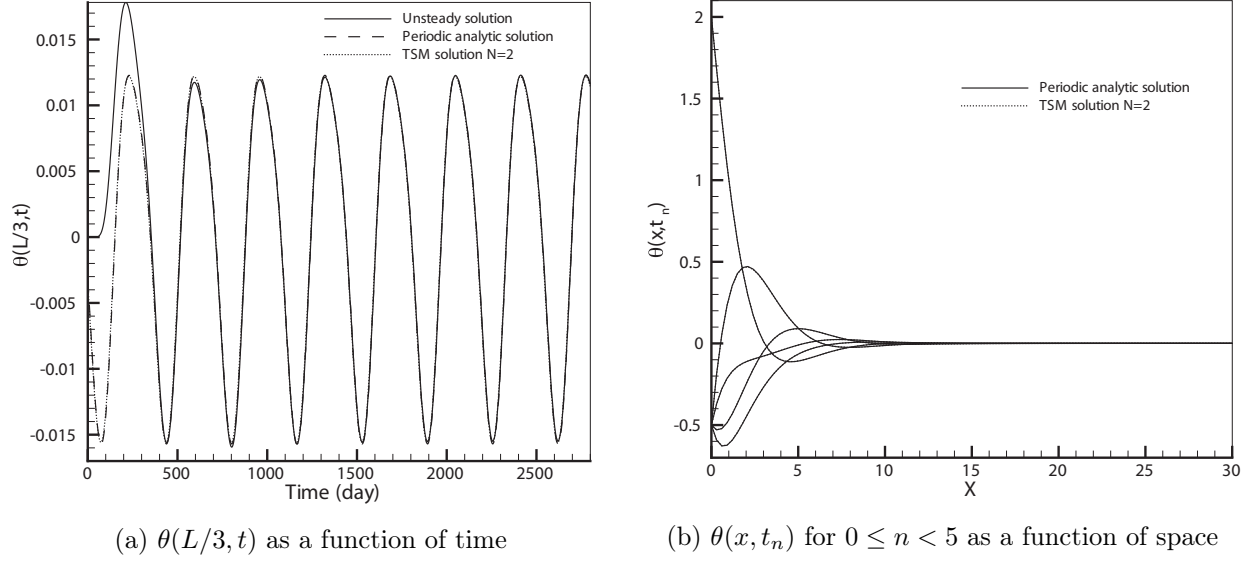 Unsteady solution
Periodic analytic solution
TSM solution N=2
0.015
0.01
0.005
0
-0.005
-0.01
-0.015
θ(L/3,t)
0 500 1000 1500 2000 2500
Time (day)
(a) θ(L/3, t) as a function of time
Periodic analytic solution
TSM solution N=2
2
1.5
1
0.5
0
-0.5
θ(x,tₙ)
0 5 10 15 20 25 30
X
(b) θ(x, tₙ) for 0 ≤ n < 5 as a function of space